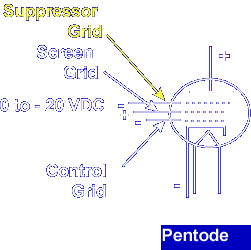 Suppressor
Grid
Screen
Grid
0 to - 20 VDC
Control
Grid
+
Pentode